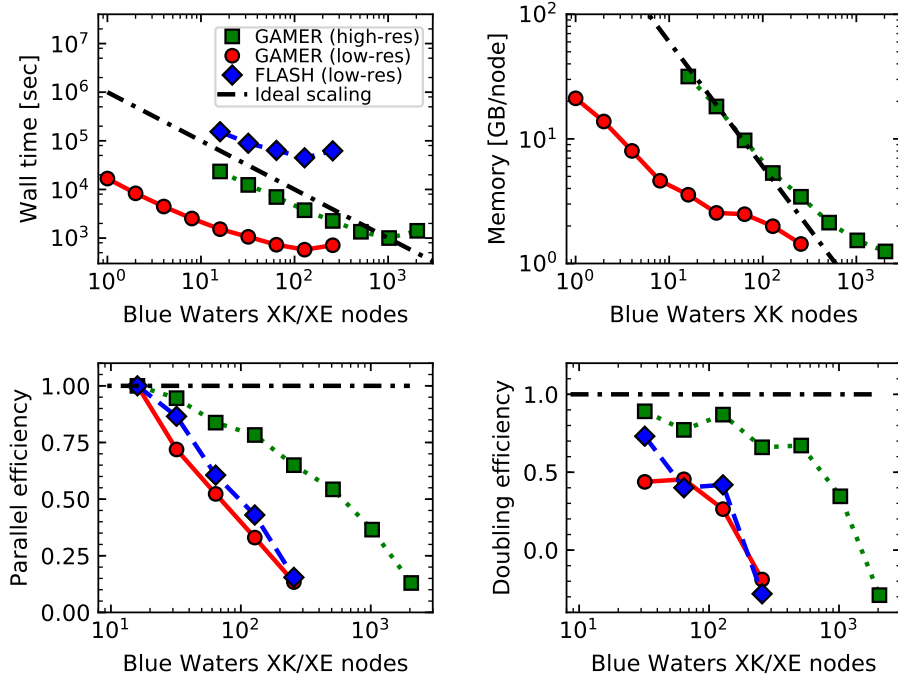 GAMER (high-res)
GAMER (low-res)
FLASH (low-res)
Ideal scaling
Wall time [sec]
10^7
10^6
10^5
10^4
10^3
10^0
10^1
10^2
10^3
Blue Waters XK/XE nodes
Memory [GB/node]
10^2
10^1
10^0
10^0
10^1
10^2
10^3
Blue Waters XK nodes
Parallel efficiency
1.00
0.75
0.50
0.25
0.00
10^1
10^2
10^3
Blue Waters XK/XE nodes
Doubling efficiency
1.0
0.5
0.0
10^1
10^2
10^3
Blue Waters XK/XE nodes